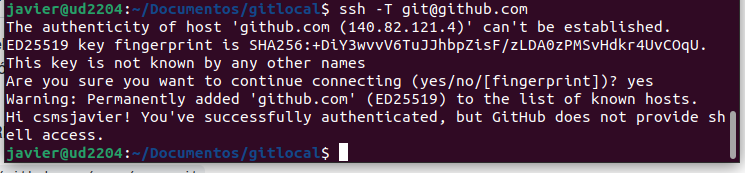 javier@ud2204:~/Documentos/gitlocal$ ssh -T git@github.com
The authenticity of host 'github.com (140.82.121.4)' can't be established.
ED25519 key fingerprint is SHA256:+DiY3wvvV6TuJJhbpZisF/zLDA0zPMSvHdkr4UvCOqU.
This key is not known by any other names
Are you sure you want to continue connecting (yes/no/[fingerprint])? yes
Warning: Permanently added 'github.com' (ED25519) to the list of known hosts.
Hi csmsjavier! You've successfully authenticated, but GitHub does not provide sh
ell access.
javier@ud2204:~/Documentos/gitlocal$